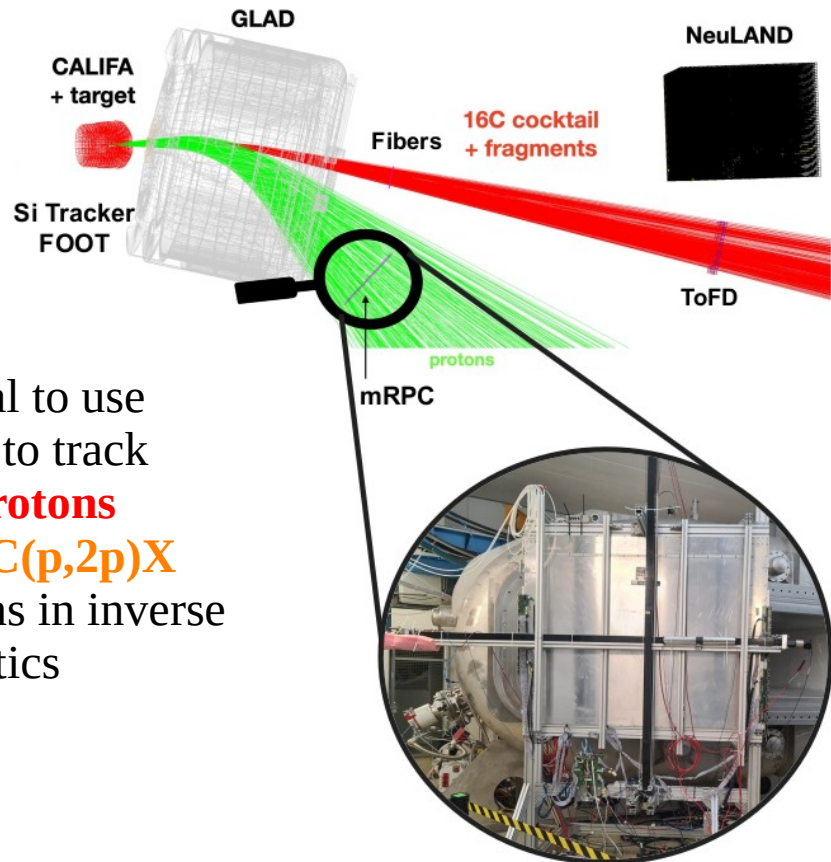 GLAD
NeuLAND
CALIFA
+ target
Fibers
16C cocktail
+ fragments
Si Tracker
FOOT
ToFD
protons
mRPC
al to use
to track
rotons
C(p,2p)X
ns in inverse
tics